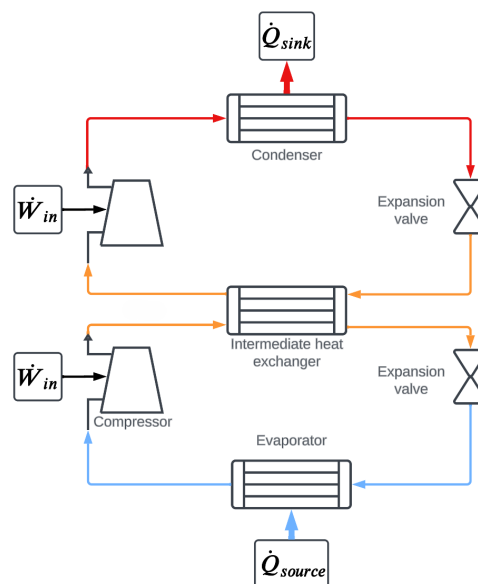 Q̇sink
Condenser
Ẇin
Expansion
valve
Intermediate heat
exchanger
Ẇin
Expansion
valve
Compressor
Evaporator
Q̇source